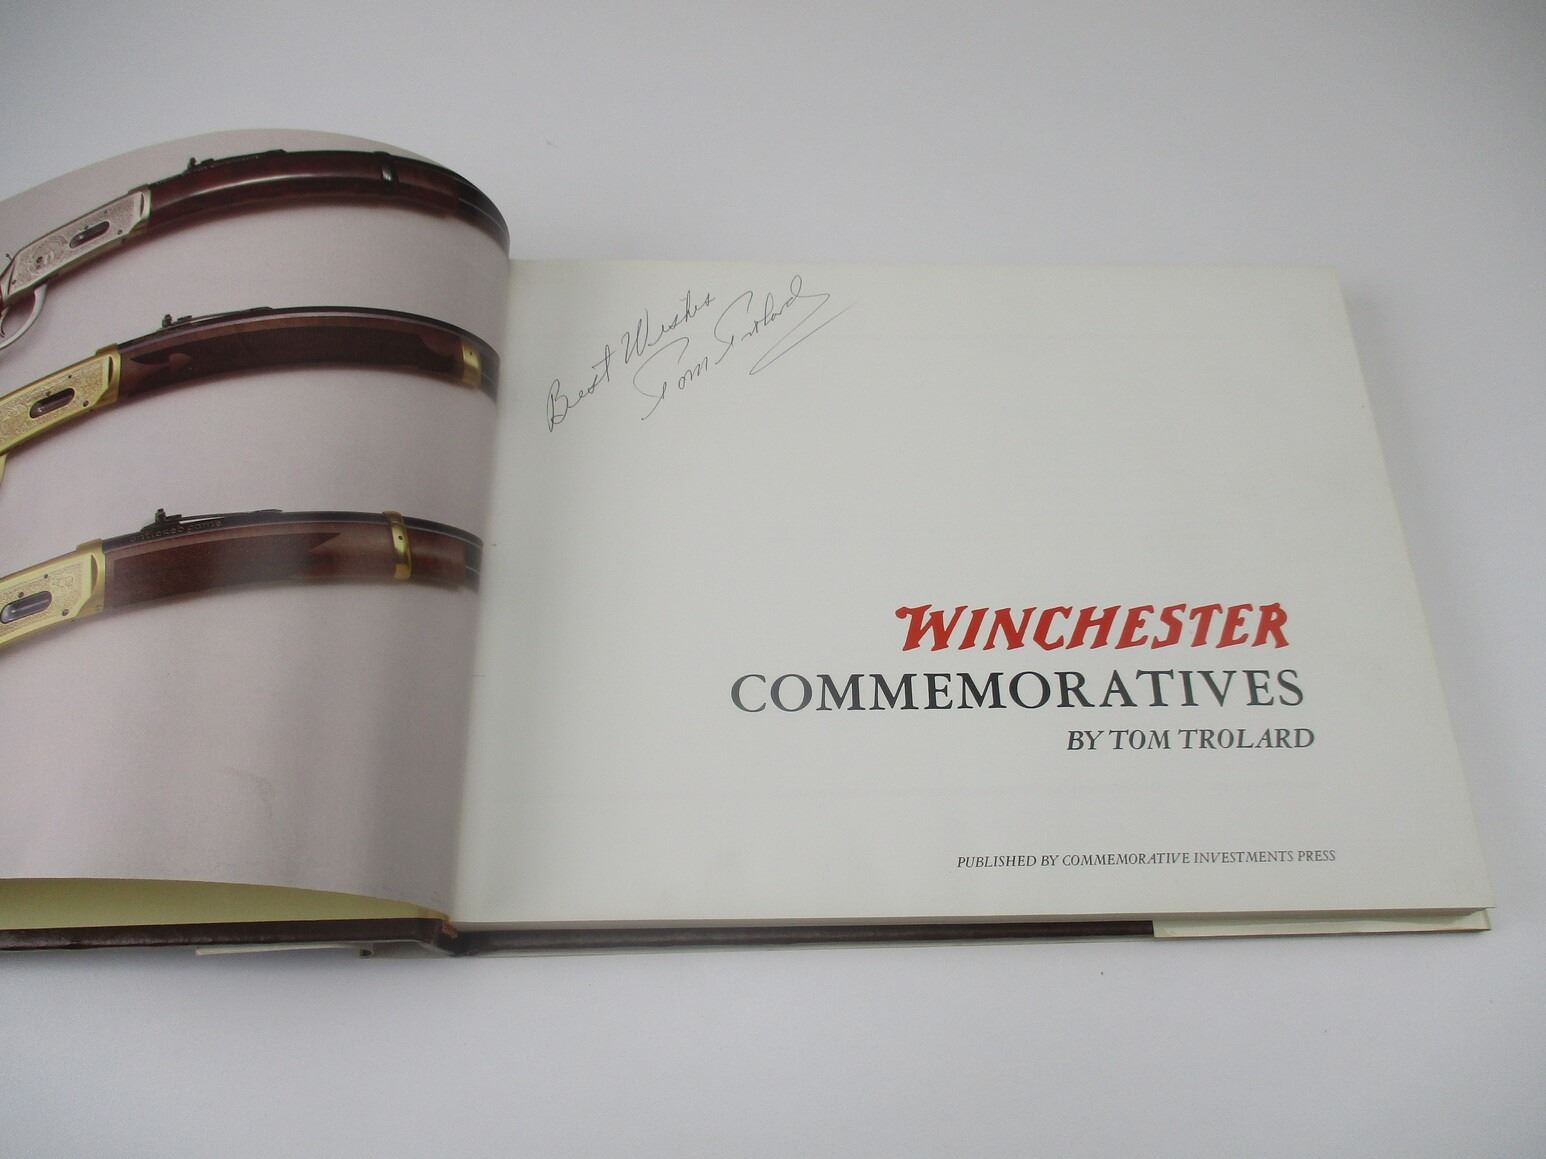 Best Wishes
Tom Trolard
WINCHESTER
COMMEMORATIVES
BY TOM TROLARD
PUBLISHED BY COMMEMORATIVE INVESTMENTS PRESS